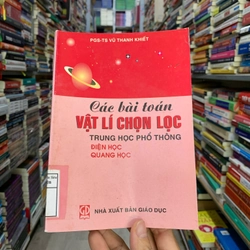 PGS-TS VŨ THANH KHIẾT
Các bài toán
VẬT LÍ CHỌN LỌC
TRUNG HỌC PHỔ THÔNG
ĐIỆN HỌC
QUANG HỌC
NHÀ XUẤT BẢN GIÁO DỤC